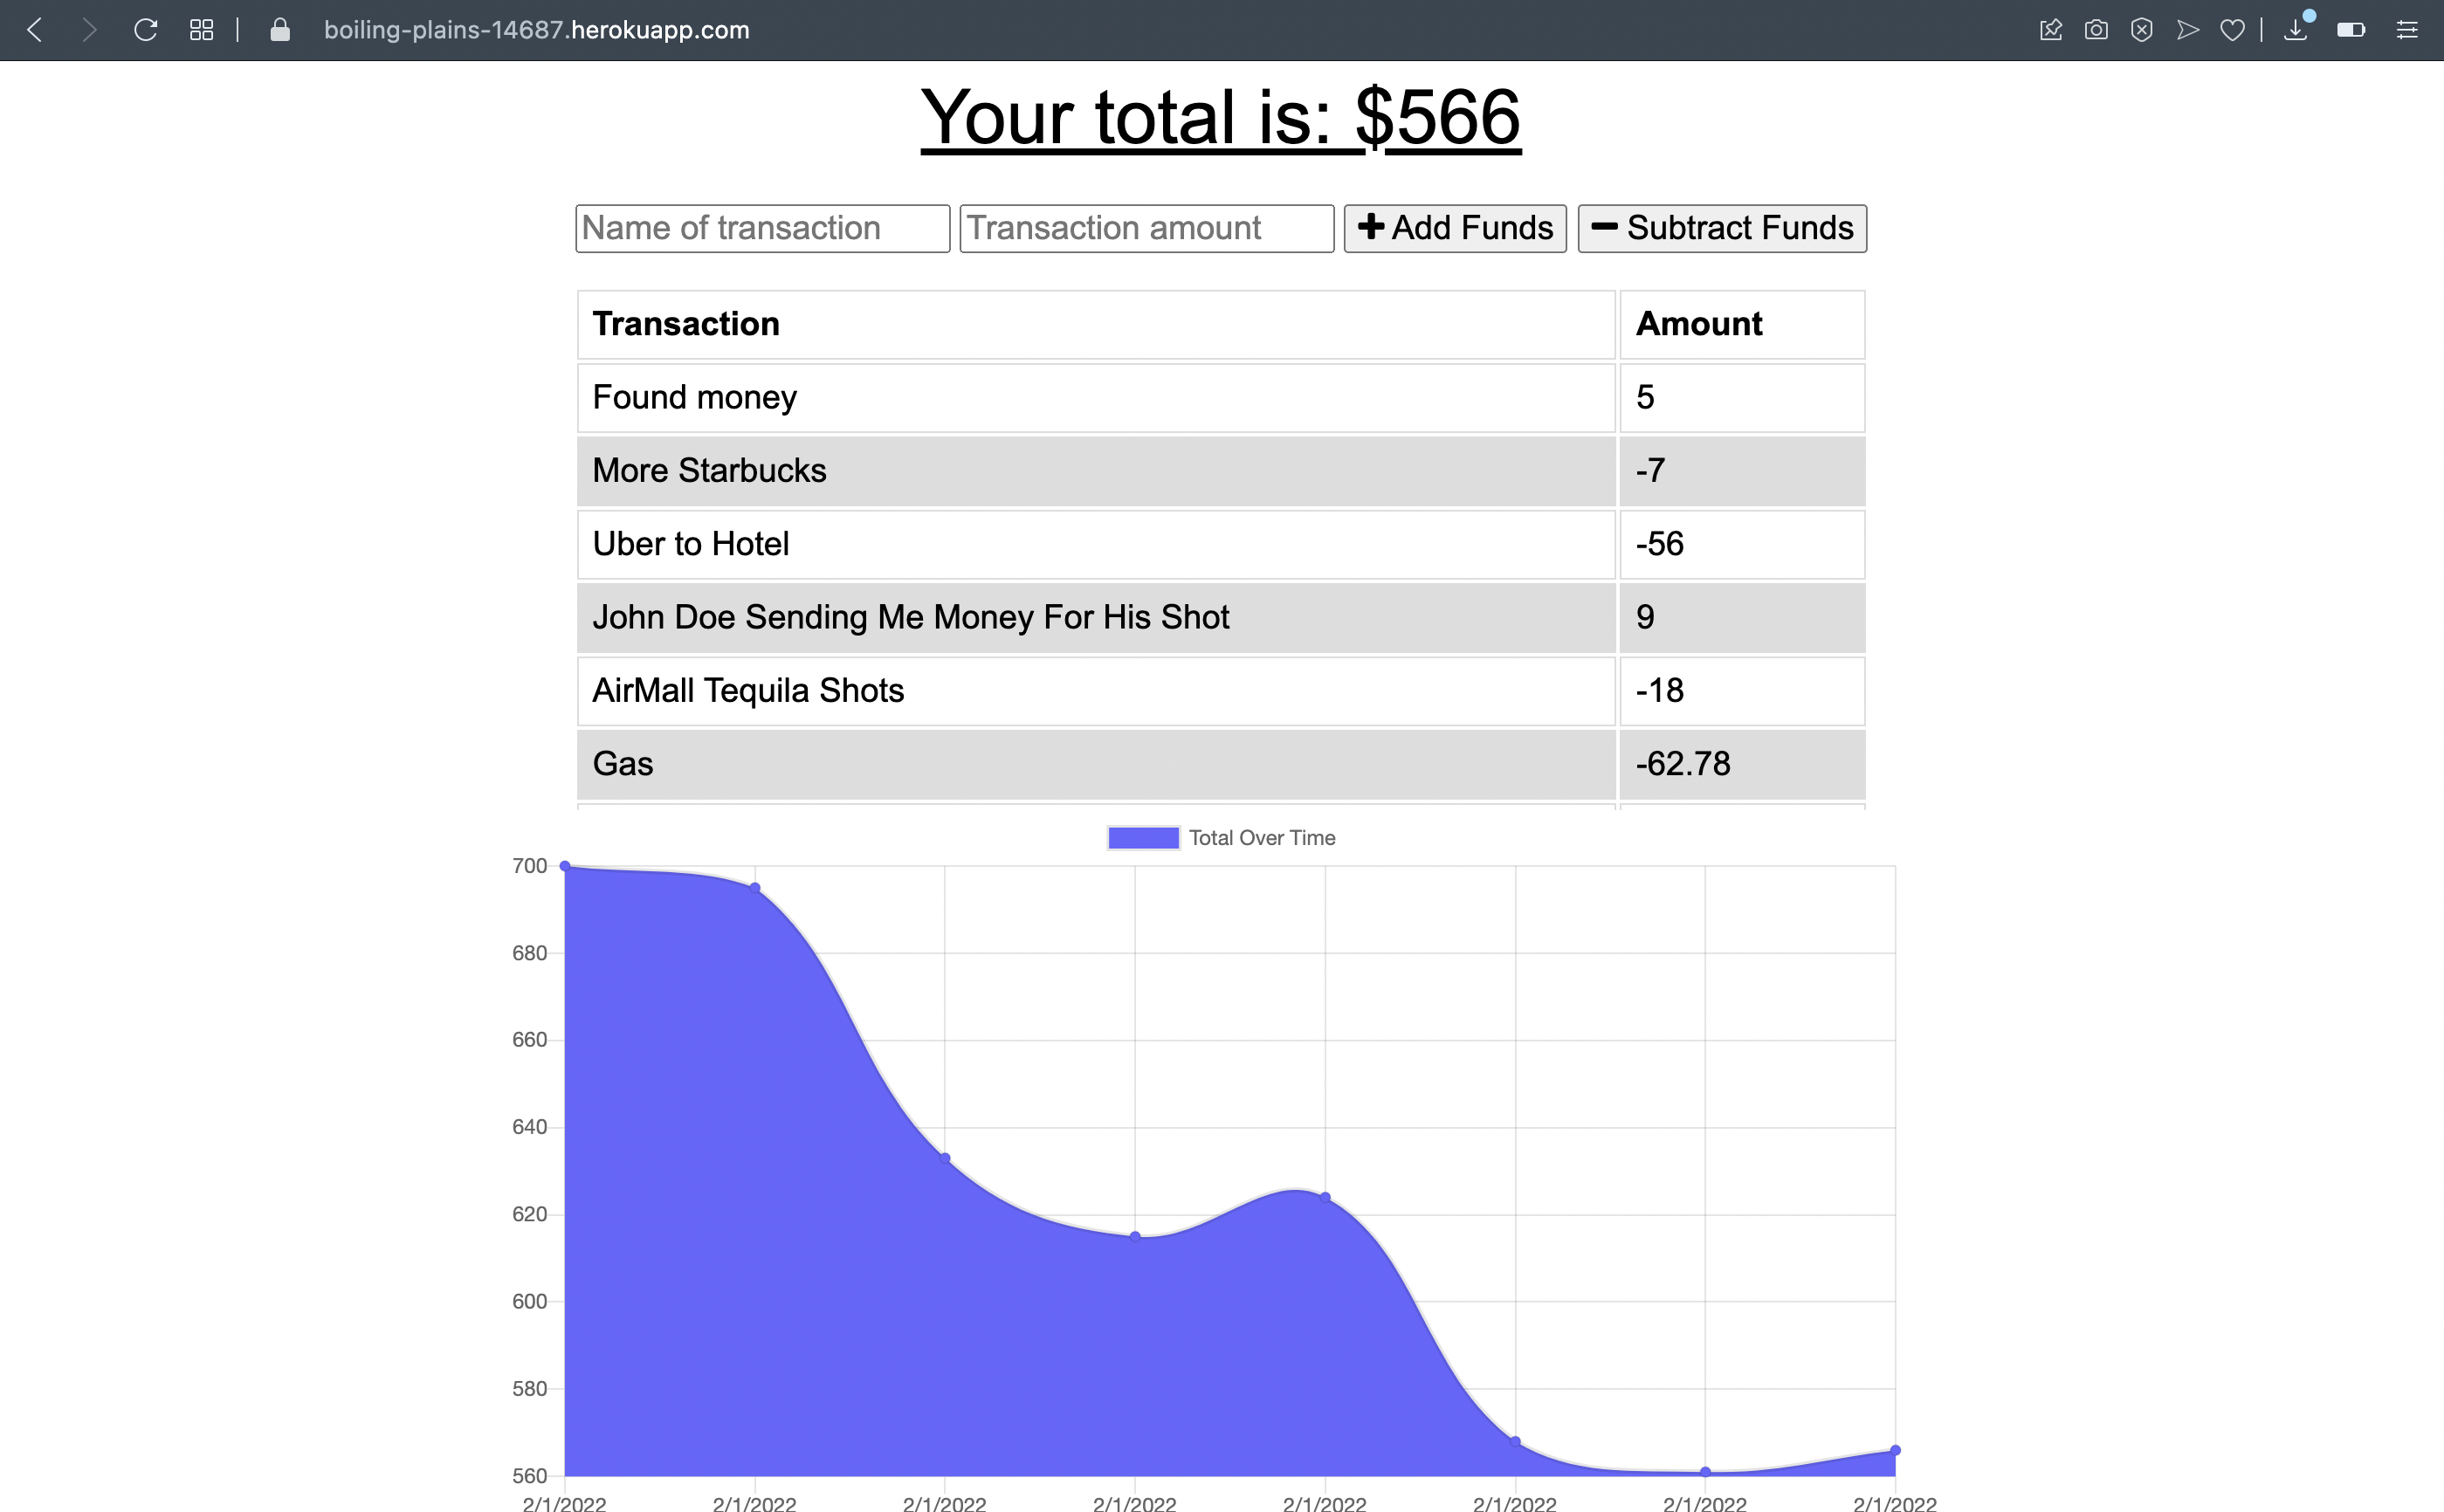 boiling-plains-14687.herokuapp.com
Your total is: $566
Name of transaction Transaction amount Add Funds Subtract Funds
Transaction Amount
Found money 5
More Starbucks -7
Uber to Hotel -56
John Doe Sending Me Money For His Shot 9
AirMall Tequila Shots -18
Gas -62.78
Total Over Time
700
680
660
640
620
600
580
560
2/1/2022 2/1/2022 2/1/2022 2/1/2022 2/1/2022 2/1/2022 2/1/2022 2/1/2022